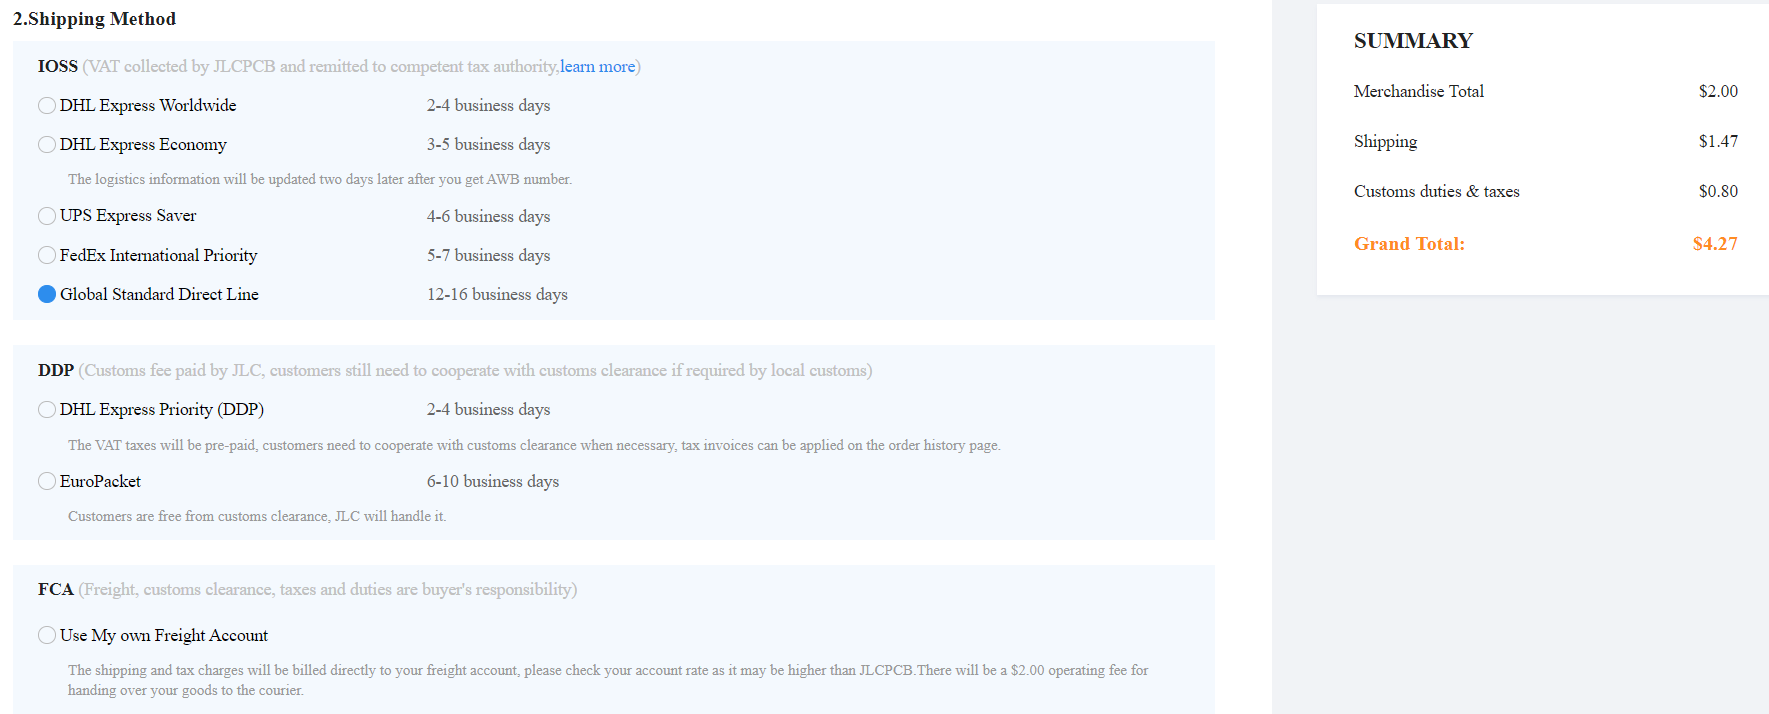 2.Shipping Method
IOSS (VAT collected by JLCPCB and remitted to competent tax authority,learn more)
DHL Express Worldwide 2-4 business days
DHL Express Economy 3-5 business days
The logistics information will be updated two days later after you get AWB number.
UPS Express Saver 4-6 business days
FedEx International Priority 5-7 business days
Global Standard Direct Line 12-16 business days
DDP (Customs fee paid by JLC, customers still need to cooperate with customs clearance if required by local customs)
DHL Express Priority (DDP) 2-4 business days
The VAT taxes will be pre-paid, customers need to cooperate with customs clearance when necessary, tax invoices can be applied on the order history page.
EuroPacket 6-10 business days
Customers are free from customs clearance, JLC will handle it.
FCA (Freight, customs clearance, taxes and duties are buyer's responsibility)
Use My own Freight Account
The shipping and tax charges will be billed directly to your freight account, please check your account rate as it may be higher than JLCPCB.There will be a $2.00 operating fee for
handing over your goods to the courier.
SUMMARY
Merchandise Total $2.00
Shipping $1.47
Customs duties & taxes $0.80
Grand Total: $4.27